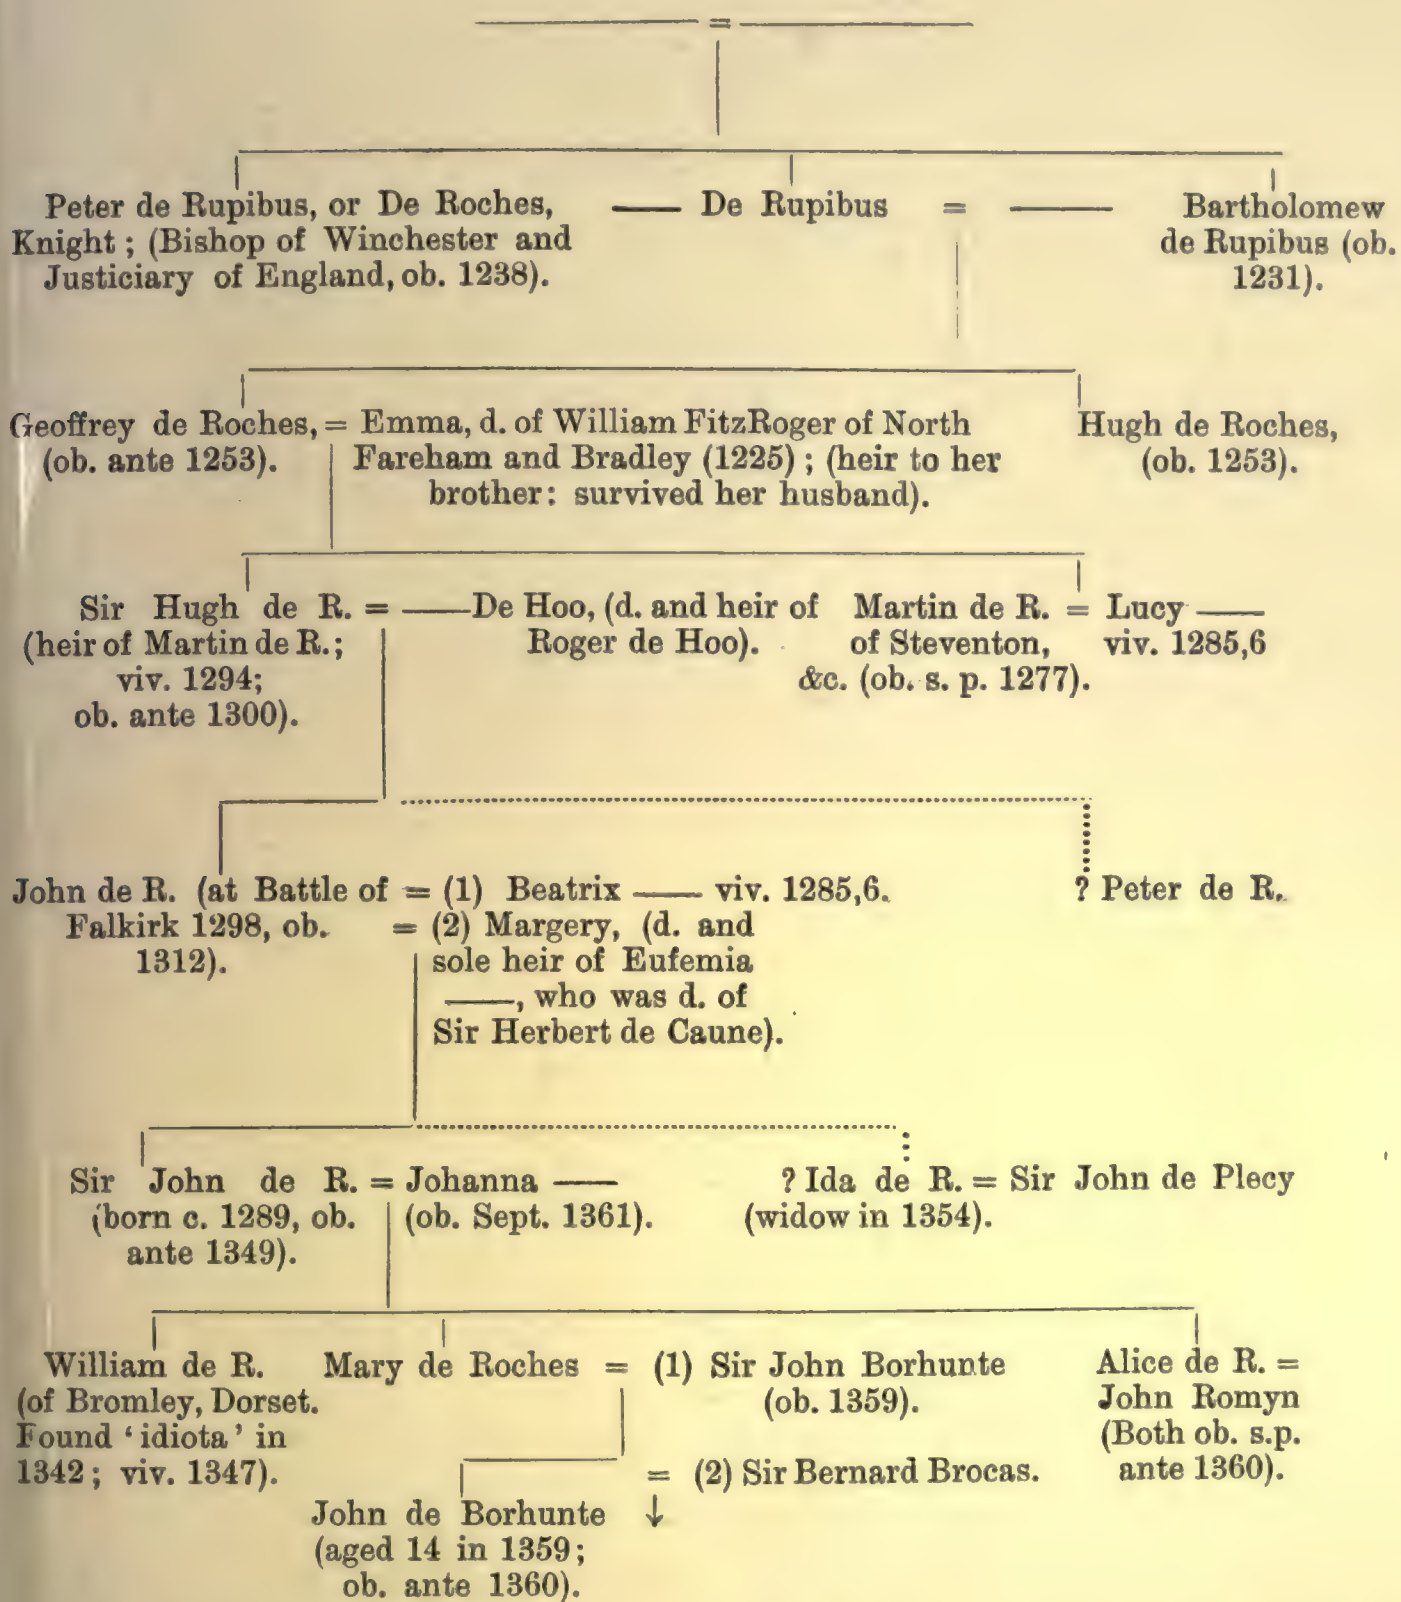 Peter de Rupibus, or De Roches,
Knight ; (Bishop of Winchester and
Justiciary of England, ob. 1238).
—— De Rupibus = ——
Bartholomew
de Rupibus (ob.
1231).
Geoffrey de Roches,
(ob. ante 1253).
= Emma, d. of William FitzRoger of North
Fareham and Bradley (1225) ; (heir to her
brother: survived her husband).
Hugh de Roches,
(ob. 1253).
Sir Hugh de R.
(heir of Martin de R.;
viv. 1294;
ob. ante 1300).
= ——De Hoo, (d. and heir of
Roger de Hoo).
Martin de R.
of Steventon,
&c. (ob. s. p. 1277).
= Lucy ——
viv. 1285,6
John de R. (at Battle of
Falkirk 1298, ob.
1312).
= (1) Beatrix —— viv. 1285,6.
= (2) Margery, (d. and
sole heir of Eufemia
——, who was d. of
Sir Herbert de Caune).
? Peter de R.
Sir John de R.
(born c. 1289, ob.
ante 1349).
= Johanna ——
(ob. Sept. 1361).
? Ida de R. = Sir John de Plecy
(widow in 1354).
William de R.
(of Bromley, Dorset.
Found ‘idiota’ in
1342; viv. 1347).
Mary de Roches = (1) Sir John Borhunte
(ob. 1359).
= (2) Sir Bernard Brocas.
Alice de R. =
John Romyn
(Both ob. s.p.
ante 1360).
John de Borhunte ↓
(aged 14 in 1359;
ob. ante 1360).